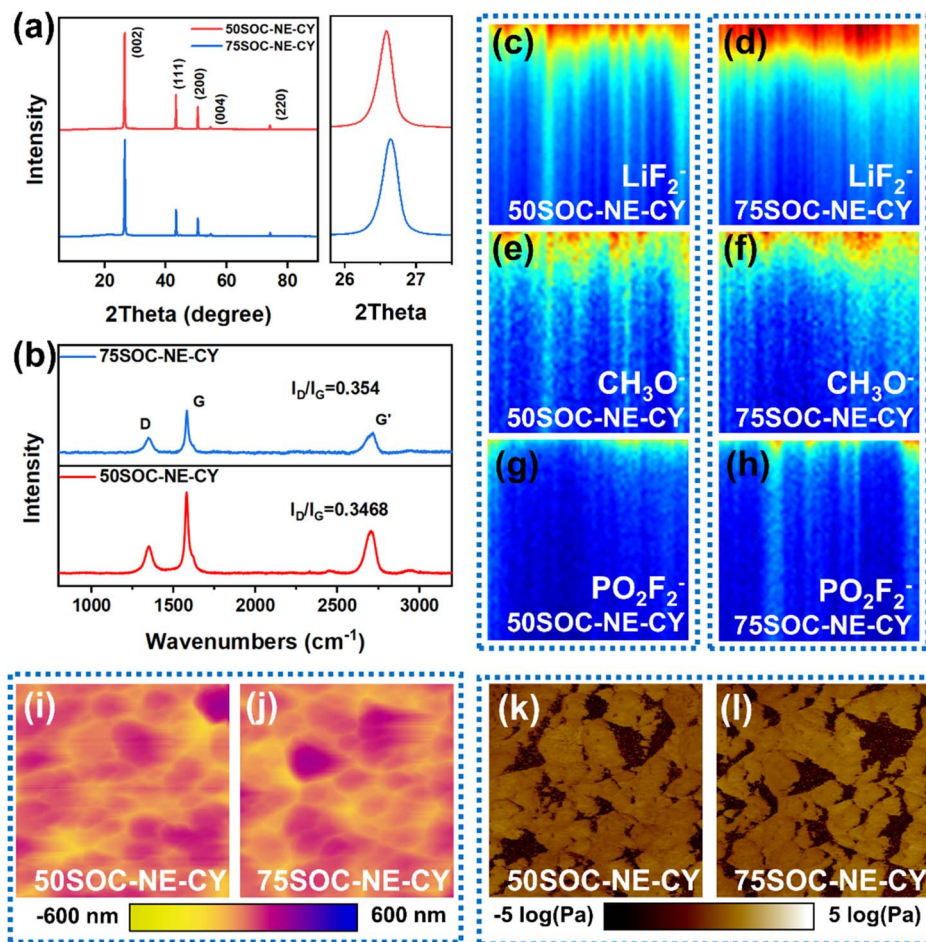 (a)
50SOC-NE-CY
75SOC-NE-CY
(002)
(111)
(200)
(004)
(220)
Intensity
0 20 40 60 80
2Theta (degree)
26 27
2Theta
(b)
75SOC-NE-CY
I_D/I_G=0.354
D
G
G'
50SOC-NE-CY
I_D/I_G=0.3468
Intensity
1000 1500 2000 2500 3000
Wavenumbers (cm⁻¹)
(c)
LiF₂⁻
50SOC-NE-CY
(d)
LiF₂⁻
75SOC-NE-CY
(e)
CH₃O⁻
50SOC-NE-CY
(f)
CH₃O⁻
75SOC-NE-CY
(g)
PO₂F₂⁻
50SOC-NE-CY
(h)
PO₂F₂⁻
75SOC-NE-CY
(i)
50SOC-NE-CY
(j)
75SOC-NE-CY
-600 nm 600 nm
(k)
50SOC-NE-CY
(l)
75SOC-NE-CY
-5 log(Pa) 5 log(Pa)